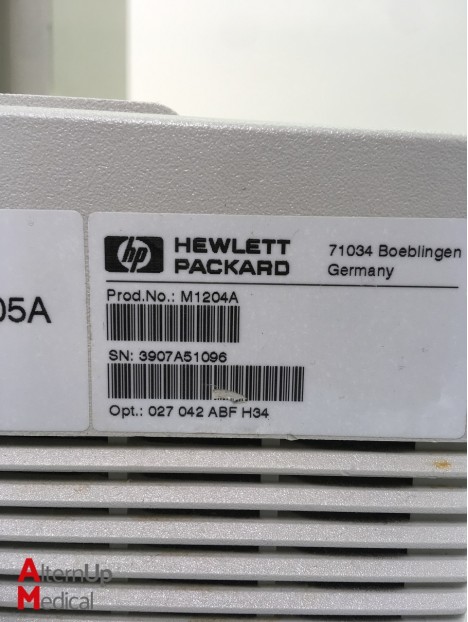 05A
hp HEWLETT PACKARD
71034 Boeblingen
Germany
Prod.No.: M1204A
SN: 3907A51096
Opt.: 027 042 ABF H34
AlternUp
Medical